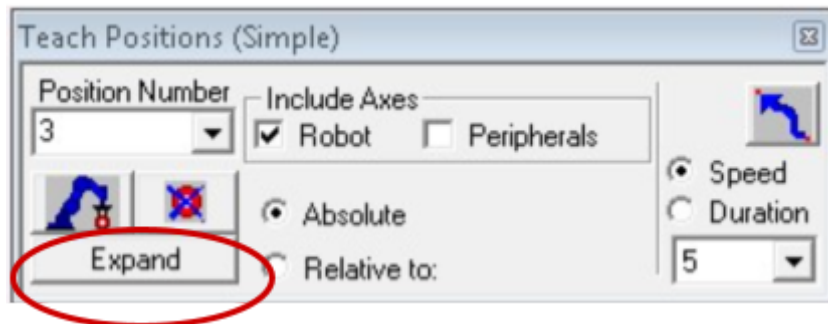 Teach Positions (Simple)
Position Number
3
Include Axes
Robot
Peripherals
Absolute
Relative to:
Expand
Speed
Duration
5